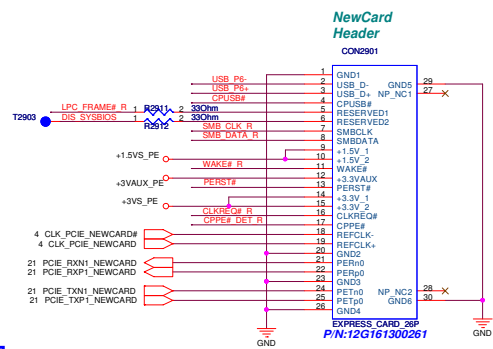 NewCard
Header
CON2901
1 GND1
USB_P6- 2 USB_D- GND5 29
USB_P6+ 3 USB_D+ NP_NC1 27
CPUSB# 4 CPUSB#
LPC_FRAME#_R 1 R2911 2 33Ohm 5 RESERVED1
T2903 DIS_SYSBIOS 1 R2912 2 33Ohm 6 RESERVED2
SMB_CLK_R 7 SMBCLK
SMB_DATA_R 8 SMBDATA
9 +1.5V_1
+1.5VS_PE 10 +1.5V_2
WAKE#_R 11 WAKE#
+3VAUX_PE 12 +3.3VAUX
PERST# 13 PERST#
14 +3.3V_1
+3VS_PE 15 +3.3V_2
CLKREQ#_R 16 CLKREQ#
CPPE#_DET_R 17 CPPE#
4 CLK_PCIE_NEWCARD# 18 REFCLK-
4 CLK_PCIE_NEWCARD 19 REFCLK+
20 GND2
21 PCIE_RXN1_NEWCARD 21 PERn0
21 PCIE_RXP1_NEWCARD 22 PERp0
23 GND3
21 PCIE_TXN1_NEWCARD 24 PETn0 NP_NC2 28
21 PCIE_TXP1_NEWCARD 25 PETp0 GND6 30
26 GND4
EXPRESS_CARD_26P
P/N:12G161300261
GND
GND